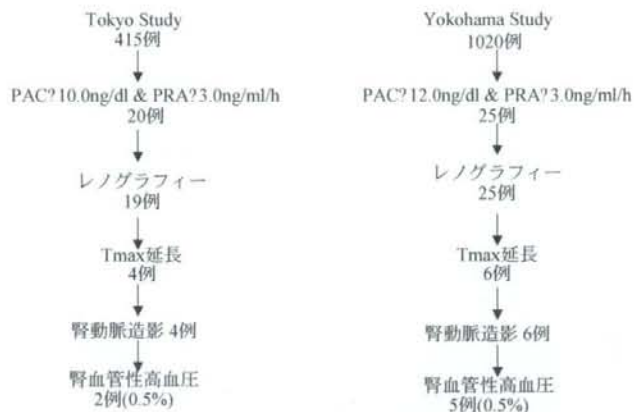 Tokyo Study
415例
PAC?10.0ng/dl & PRA?3.0ng/ml/h
20例
レノグラフィー
19例
Tmax延長
4例
腎動脈造影 4例
腎血管性高血圧
2例(0.5%)
Yokohama Study
1020例
PAC?12.0ng/dl & PRA?3.0ng/ml/h
25例
レノグラフィー
25例
Tmax延長
6例
腎動脈造影 6例
腎血管性高血圧
5例(0.5%)